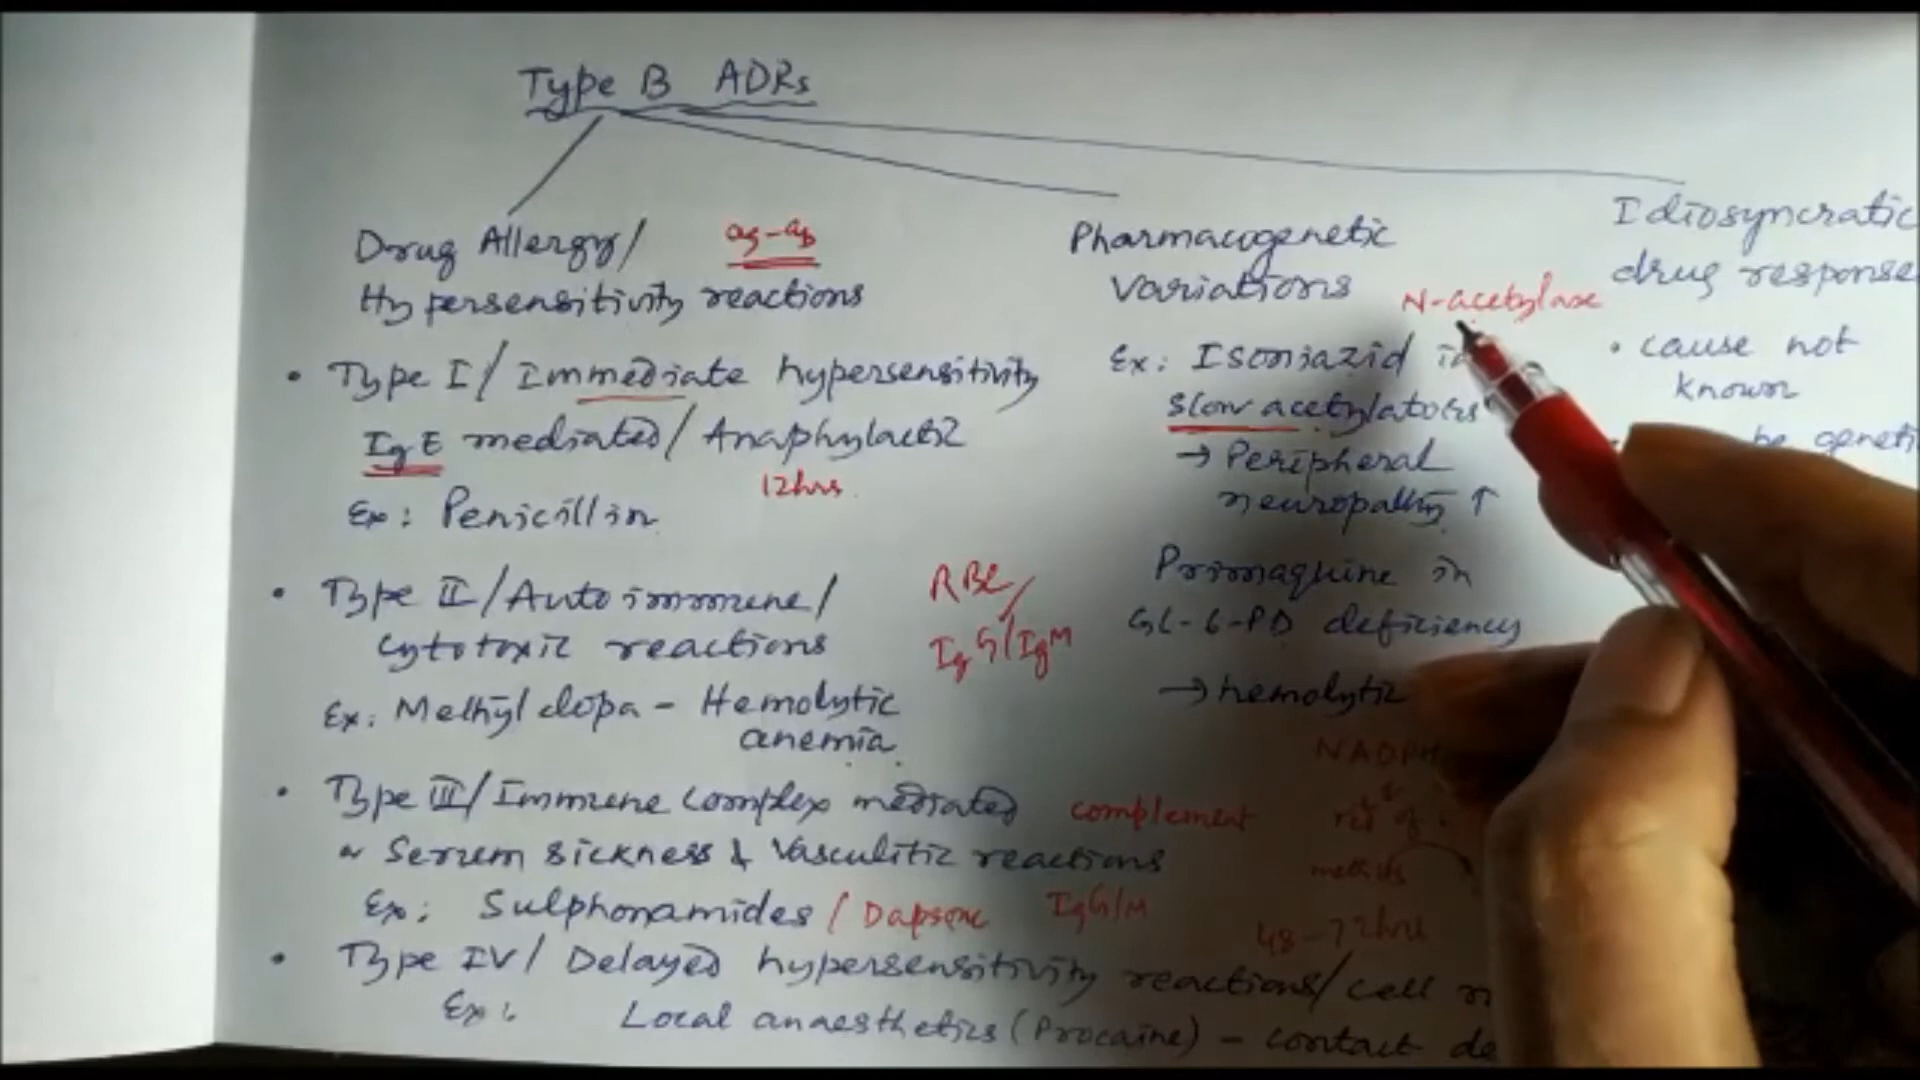 Type B ADRs
Drug Allergy/ ag-ab
Hypersensitivity reactions
• Type I/ Immediate hypersensitivity
IgE mediated/ Anaphylactic
12hrs
Ex: Penicillin
• Type II/Autoimmune/
cytotoxic reactions
RBC/
IgG/IgM
Ex: Methyldopa - Hemolytic
anemia
• Type III/Immune complex mediated complement
Serum sickness & Vasculitic reactions
Ex: Sulphonamides / Dapsone IgG/M
48-72hrs
• Type IV/ Delayed hypersensitivity reactions/cell
Ex: Local anaesthetics (Procaine) - contact
Pharmacogenetic
Variations
N-acetylase
Ex: Isoniazid
slow acetylators
→ Peripheral
neuropathy ↑
Primaquine in
G-6-PD deficiency
→ hemolytic
NADPH
Idiosyncratic
drug response
• cause not
known
be